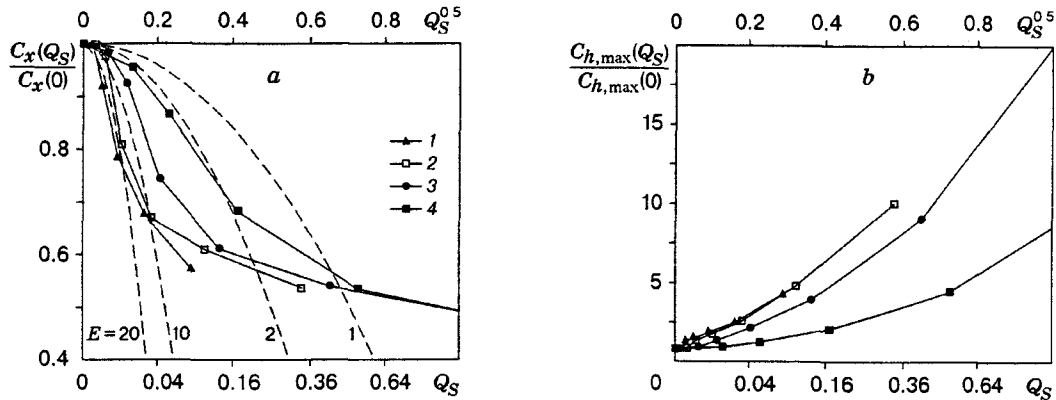 0 0.2 0.4 0.6 0.8 Q_S^0.5
C_x(Q_S)
C_x(0)
a
0.8
0.6
0.4
1
2
3
4
E=20 10 2 1
0 0.04 0.16 0.36 0.64 Q_S
0 0.2 0.4 0.6 0.8 Q_S^0.5
C_h,max(Q_S)
C_h,max(0)
b
15
10
5
0 0.04 0.16 0.36 0.64 Q_S